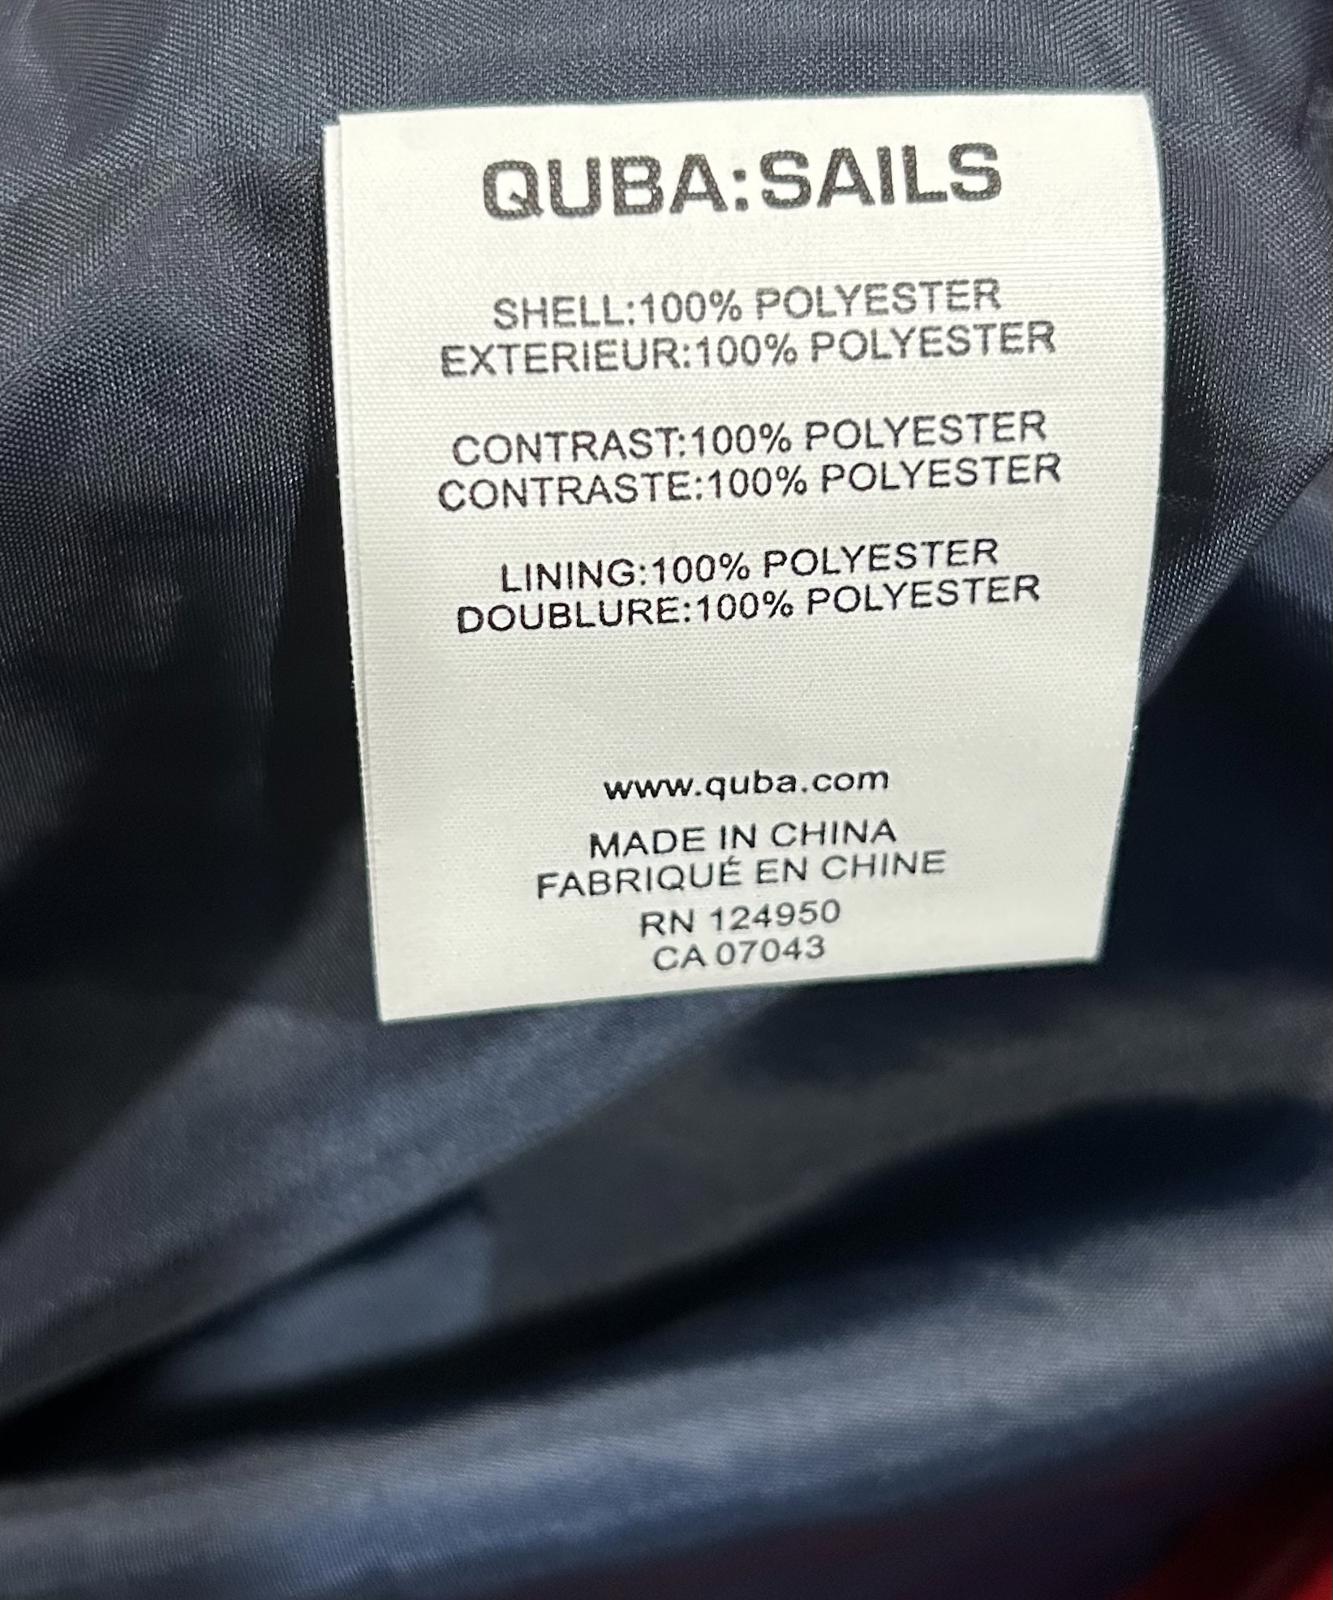 QUBA:SAILS
SHELL:100% POLYESTER
EXTERIEUR:100% POLYESTER
CONTRAST:100% POLYESTER
CONTRASTE:100% POLYESTER
LINING:100% POLYESTER
DOUBLURE:100% POLYESTER
www.quba.com
MADE IN CHINA
FABRIQUÉ EN CHINE
RN 124950
CA 07043